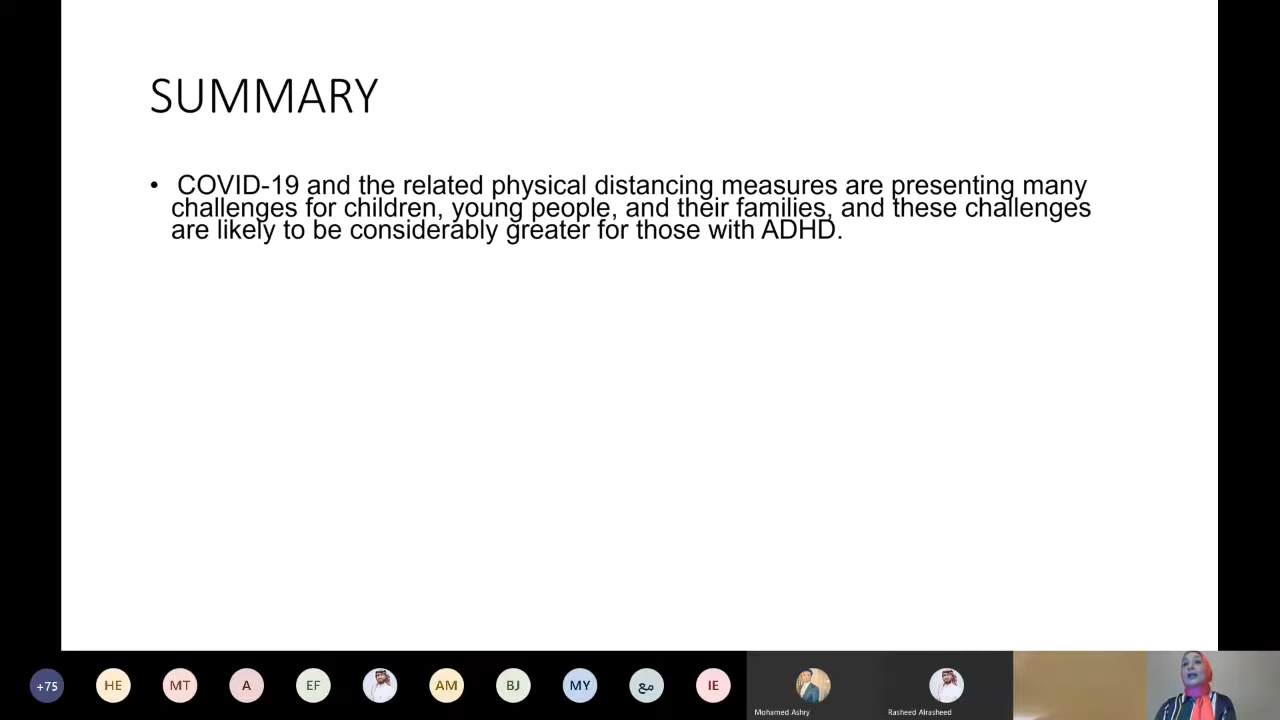 SUMMARY
• COVID-19 and the related physical distancing measures are presenting many
challenges for children, young people, and their families, and these challenges
are likely to be considerably greater for those with ADHD.
+75
HE
MT
A
EF
AM
BJ
MY
مع
IE
Mohamed Ashry
Rasheed Alrasheed